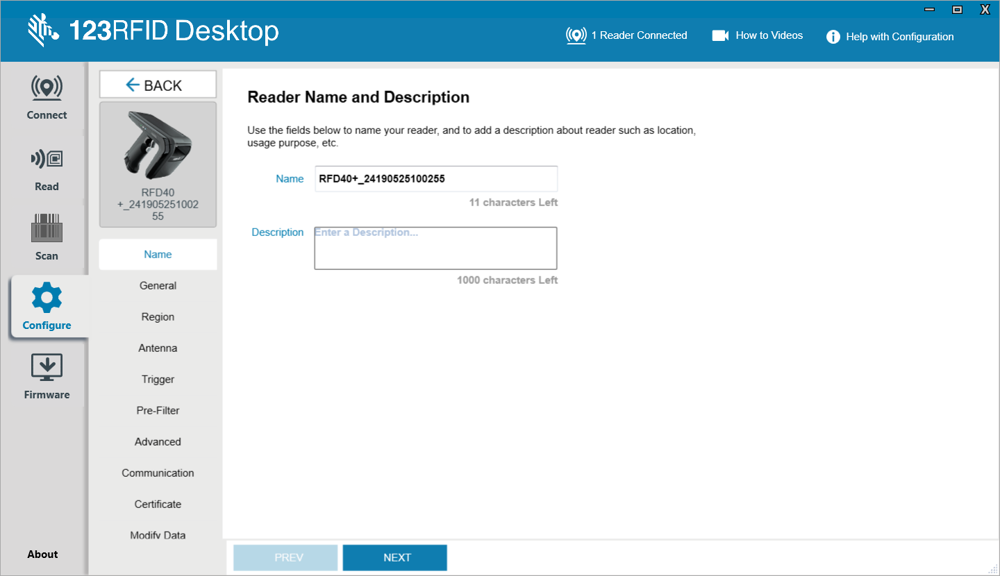 123RFID Desktop
X
1 Reader Connected
How to Videos
Help with Configuration
Connect
Read
Scan
Configure
Firmware
About
BACK
RFD40
+_241905251002
55
Name
General
Region
Antenna
Trigger
Pre-Filter
Advanced
Communication
Certificate
Modify Data
Reader Name and Description
Use the fields below to name your reader, and to add a description about reader such as location,
usage purpose, etc.
Name
RFD40+_24190525100255
11 characters Left
Description
Enter a Description...
1000 characters Left
PREV
NEXT